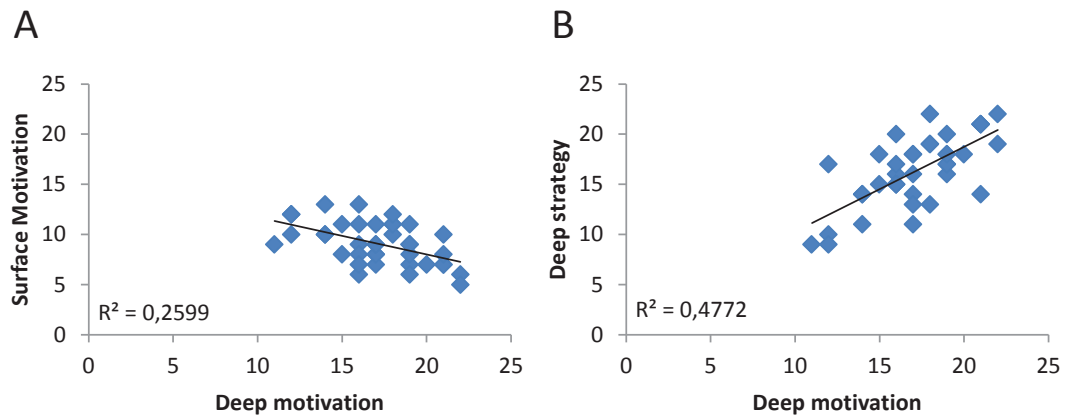 A
25
20
15
10
5
0
Surface Motivation
R² = 0,2599
0 5 10 15 20 25
Deep motivation
B
25
20
15
10
5
0
Deep strategy
R² = 0,4772
0 5 10 15 20 25
Deep motivation